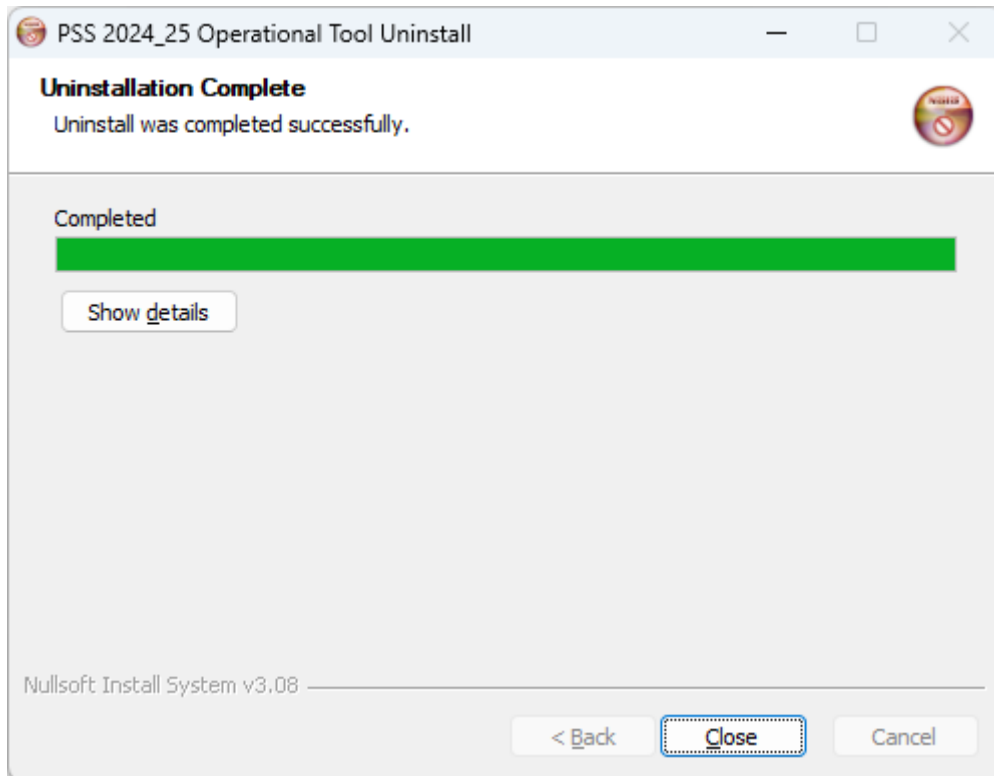 PSS 2024_25 Operational Tool Uninstall
Uninstallation Complete
Uninstall was completed successfully.
Completed
Show details
Nullsoft Install System v3.08
< Back
Close
Cancel